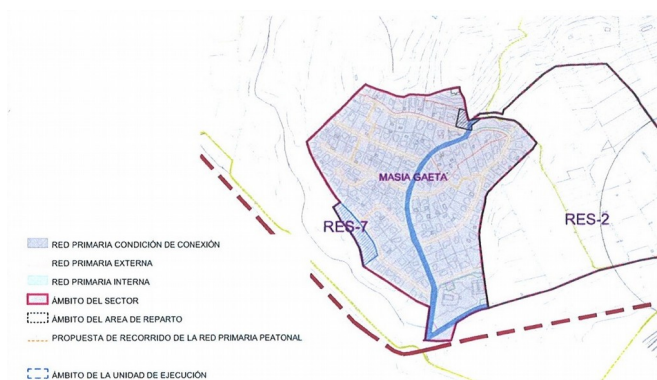 MASIA GAETA
RES-7
RES-2
RED PRIMARIA CONDICIÓN DE CONEXIÓN
RED PRIMARIA EXTERNA
RED PRIMARIA INTERNA
ÁMBITO DEL SECTOR
ÁMBITO DEL AREA DE REPARTO
PROPUESTA DE RECORRIDO DE LA RED PRIMARIA PEATONAL
ÁMBITO DE LA UNIDAD DE EJECUCIÓN